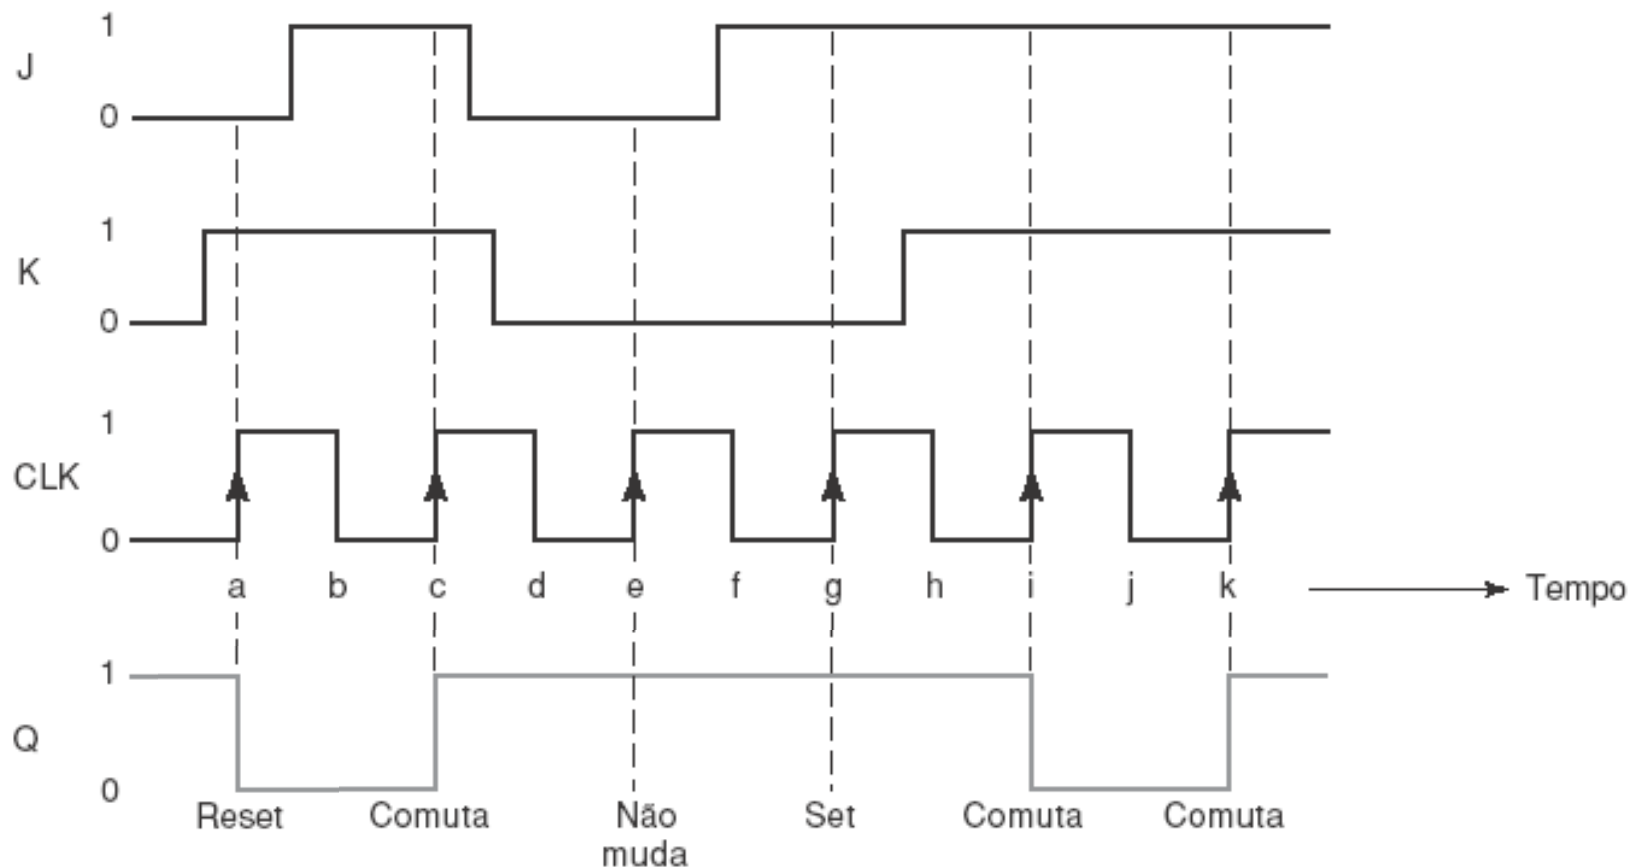 1
J
0
1
K
0
1
CLK
0
a b c d e f g h i j k
Tempo
1
Q
0
Reset Comuta Não muda Set Comuta Comuta